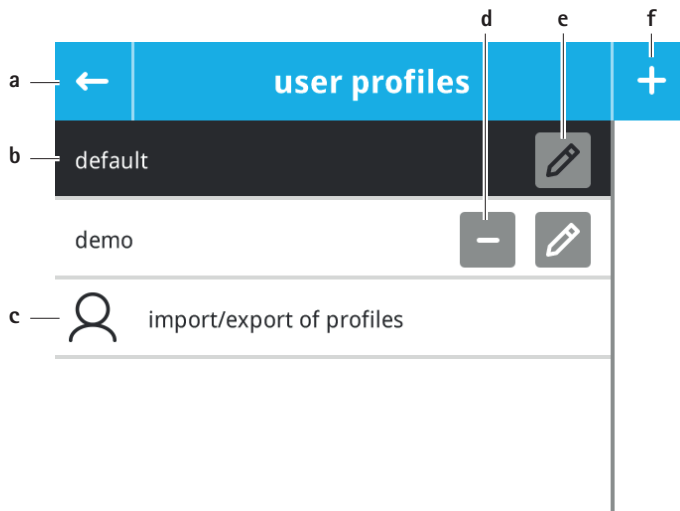 d e f
a user profiles
b default
demo
c import/export of profiles